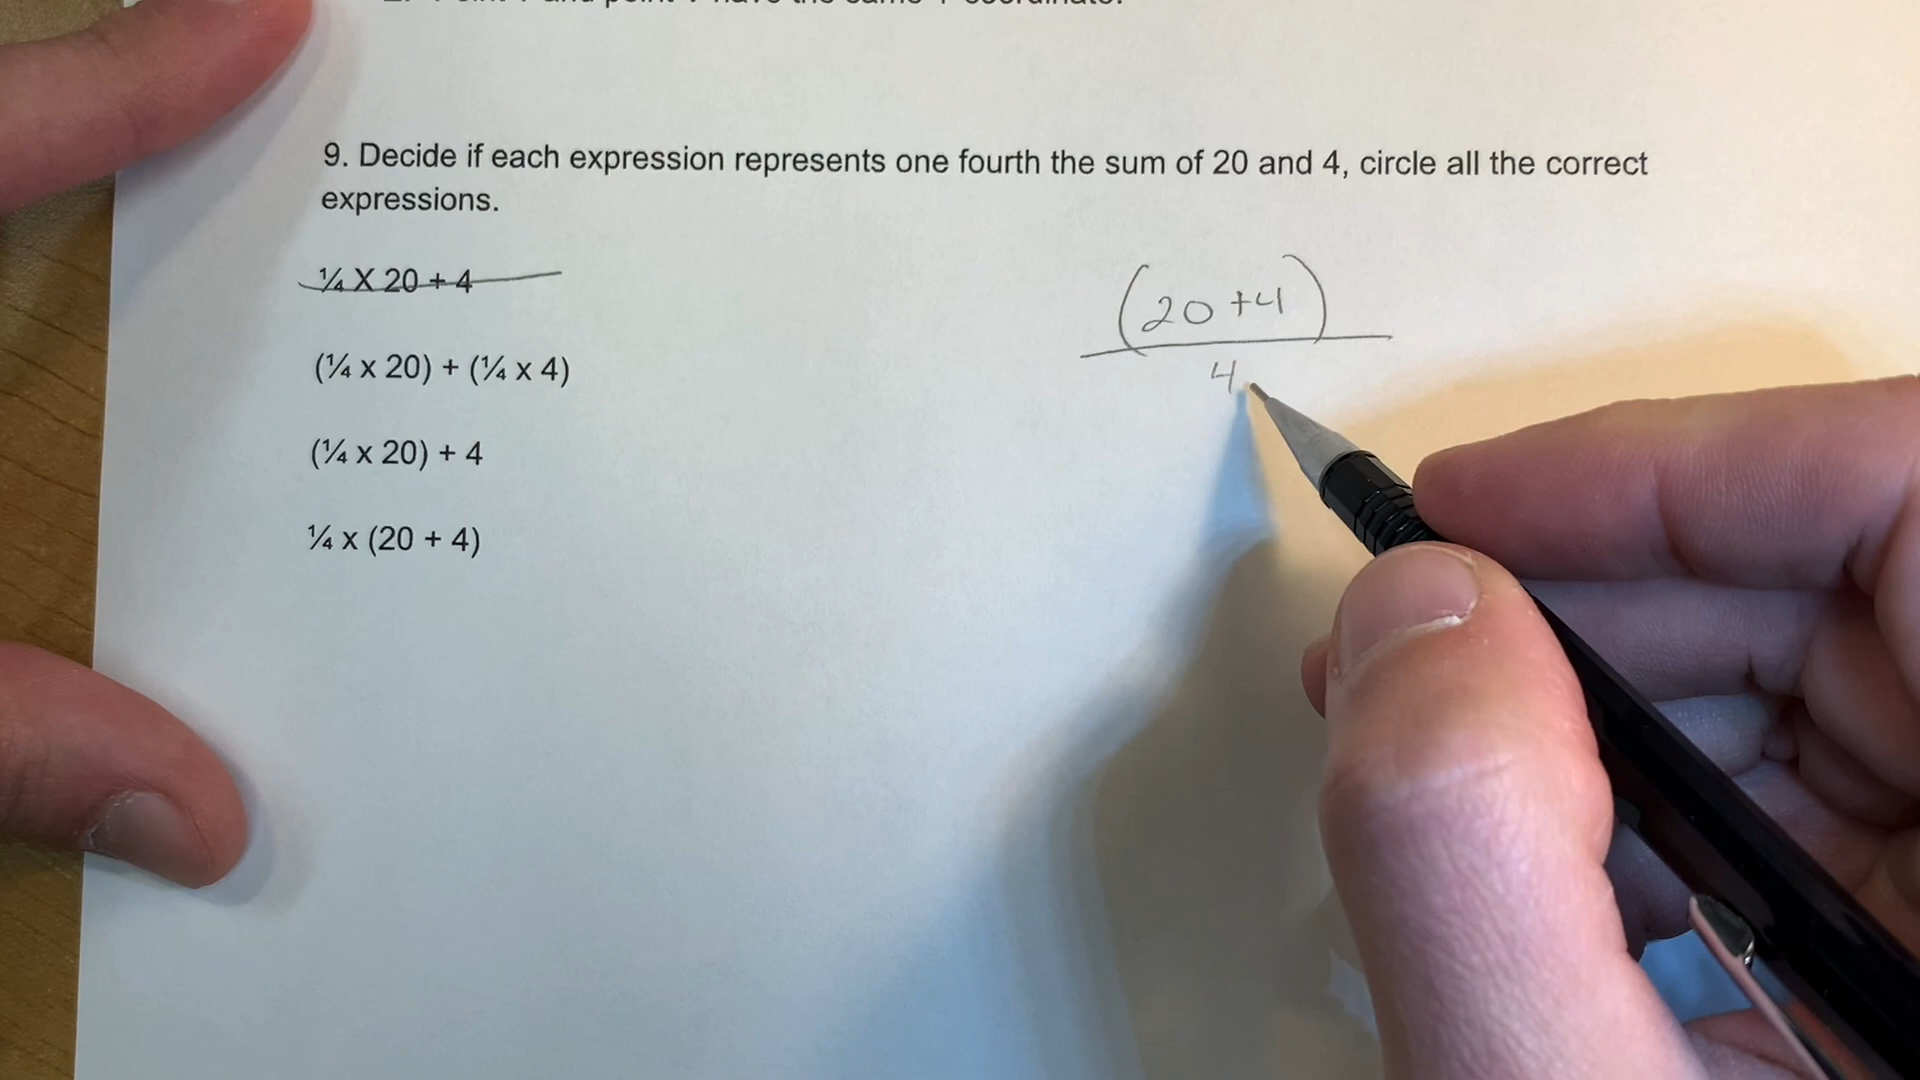 9. Decide if each expression represents one fourth the sum of 20 and 4, circle all the correct
expressions.
¼ X 20 + 4
(¼ x 20) + (¼ x 4)
(¼ x 20) + 4
¼ x (20 + 4)
(20 + 4)
4